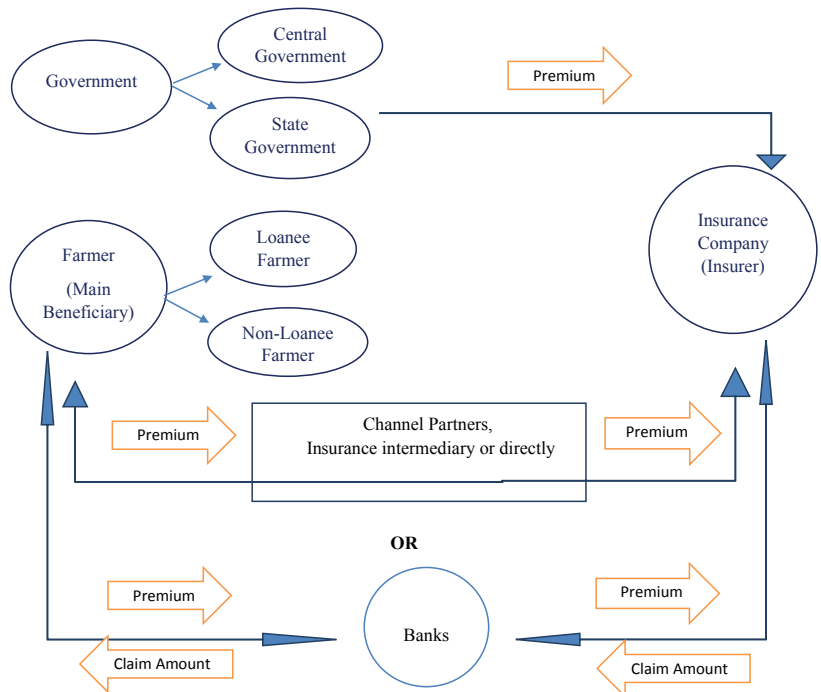 Central
Government
Government
Premium
State
Government
Insurance
Company
(Insurer)
Loanee
Farmer
Farmer
(Main
Beneficiary)
Non-Loanee
Farmer
Premium
Channel Partners,
Insurance intermediary or directly
Premium
OR
Premium
Premium
Banks
Claim Amount
Claim Amount